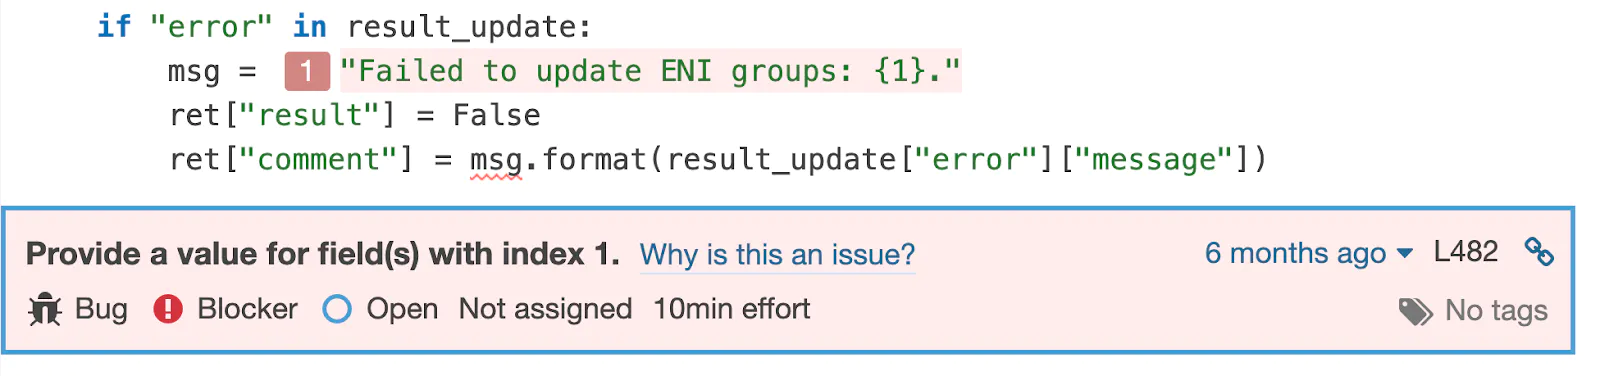 if "error" in result_update:
msg = 1 "Failed to update ENI groups: {1}."
ret["result"] = False
ret["comment"] = msg.format(result_update["error"]["message"])
Provide a value for field(s) with index 1. Why is this an issue? 6 months ago L482
Bug Blocker Open Not assigned 10min effort No tags